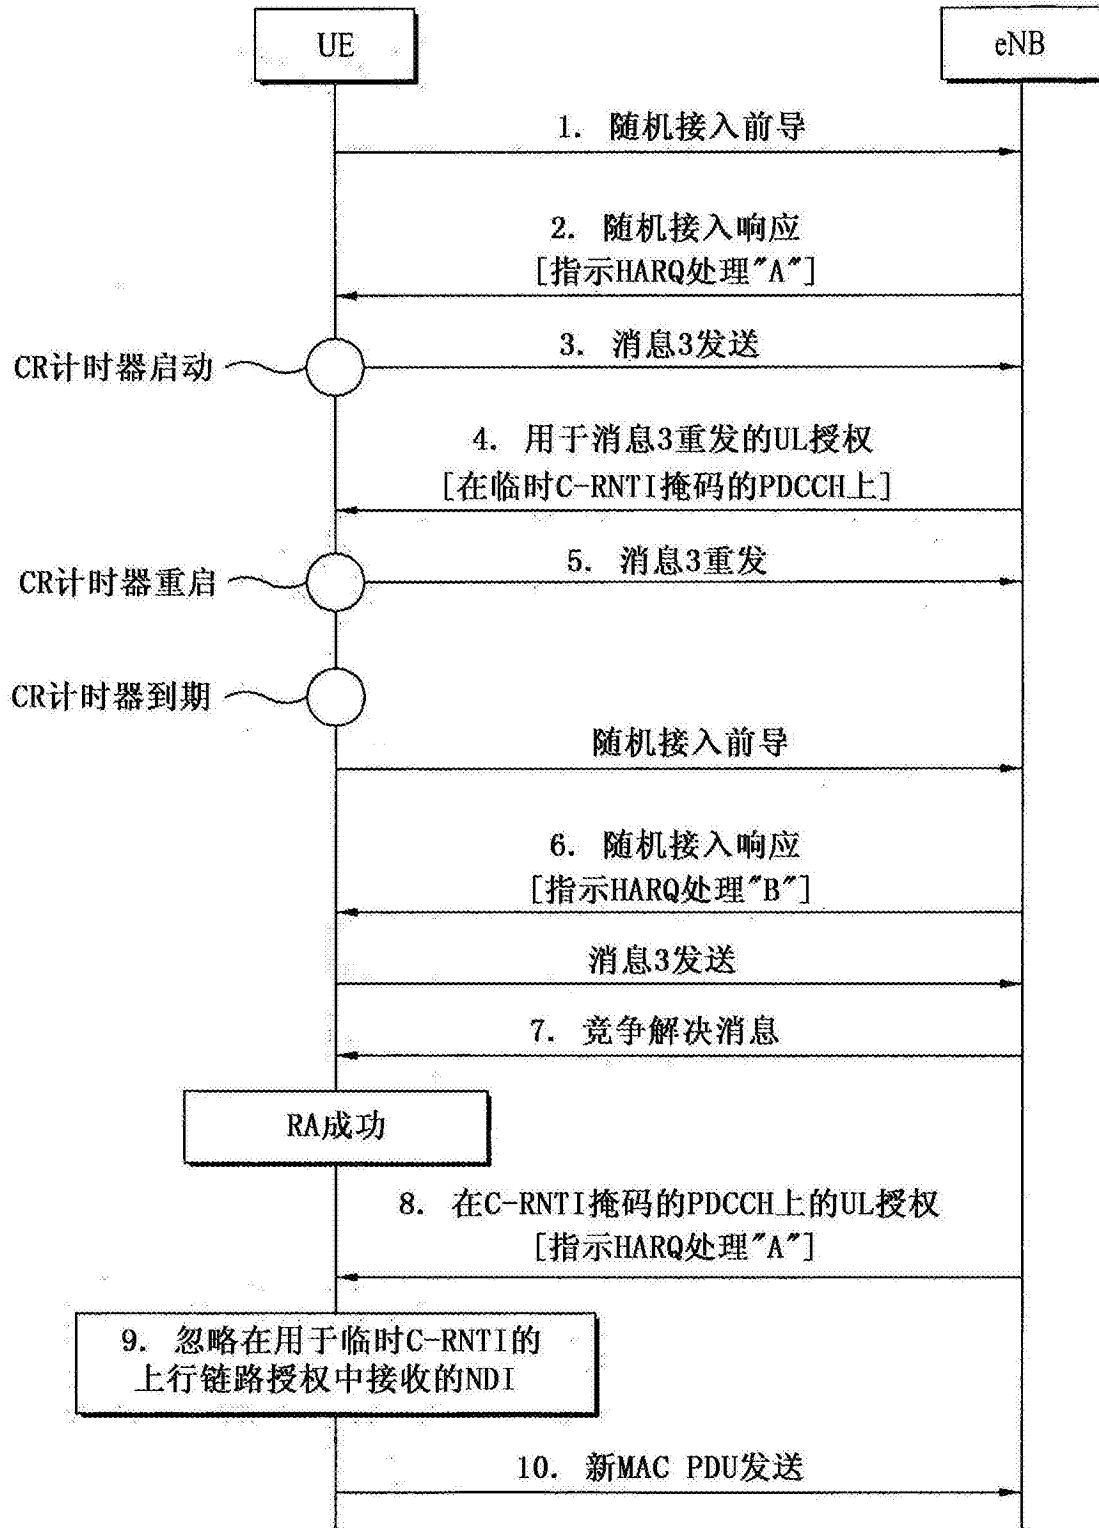 UE
eNB
1. 随机接入前导
2. 随机接入响应
[指示HARQ处理"A"]
CR计时器启动
3. 消息3发送
4. 用于消息3重发的UL授权
[在临时C-RNTI掩码的PDCCH上]
CR计时器重启
5. 消息3重发
CR计时器到期
随机接入前导
6. 随机接入响应
[指示HARQ处理"B"]
消息3发送
7. 竞争解决消息
RA成功
8. 在C-RNTI掩码的PDCCH上的UL授权
[指示HARQ处理"A"]
9. 忽略在用于临时C-RNTI的
上行链路授权中接收的NDI
10. 新MAC PDU发送